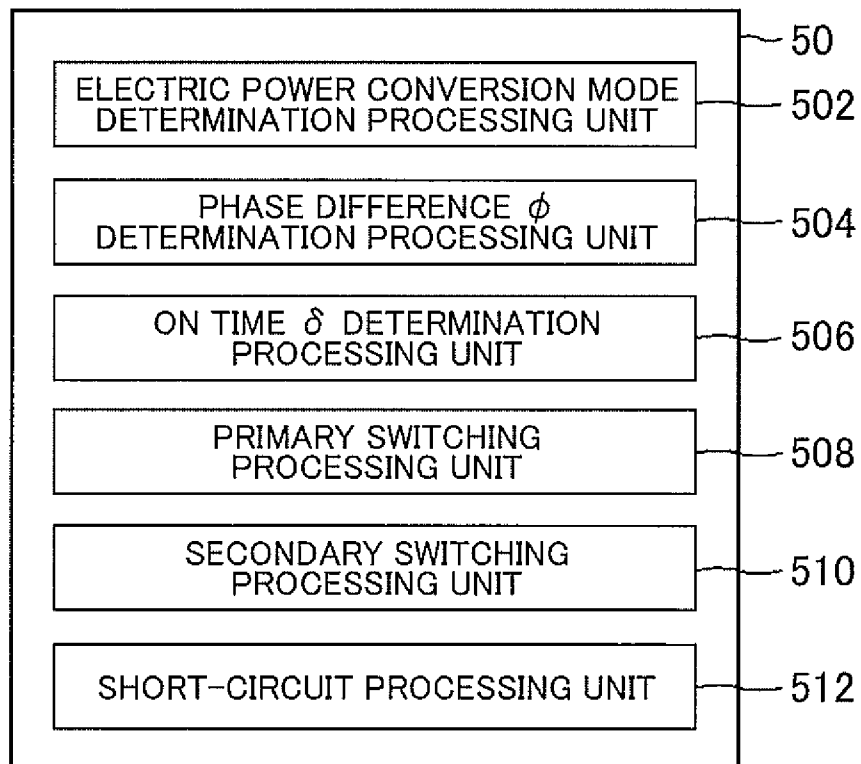 50
ELECTRIC POWER CONVERSION MODE
DETERMINATION PROCESSING UNIT
502
PHASE DIFFERENCE ϕ
DETERMINATION PROCESSING UNIT
504
ON TIME δ DETERMINATION
PROCESSING UNIT
506
PRIMARY SWITCHING
PROCESSING UNIT
508
SECONDARY SWITCHING
PROCESSING UNIT
510
SHORT-CIRCUIT PROCESSING UNIT
512